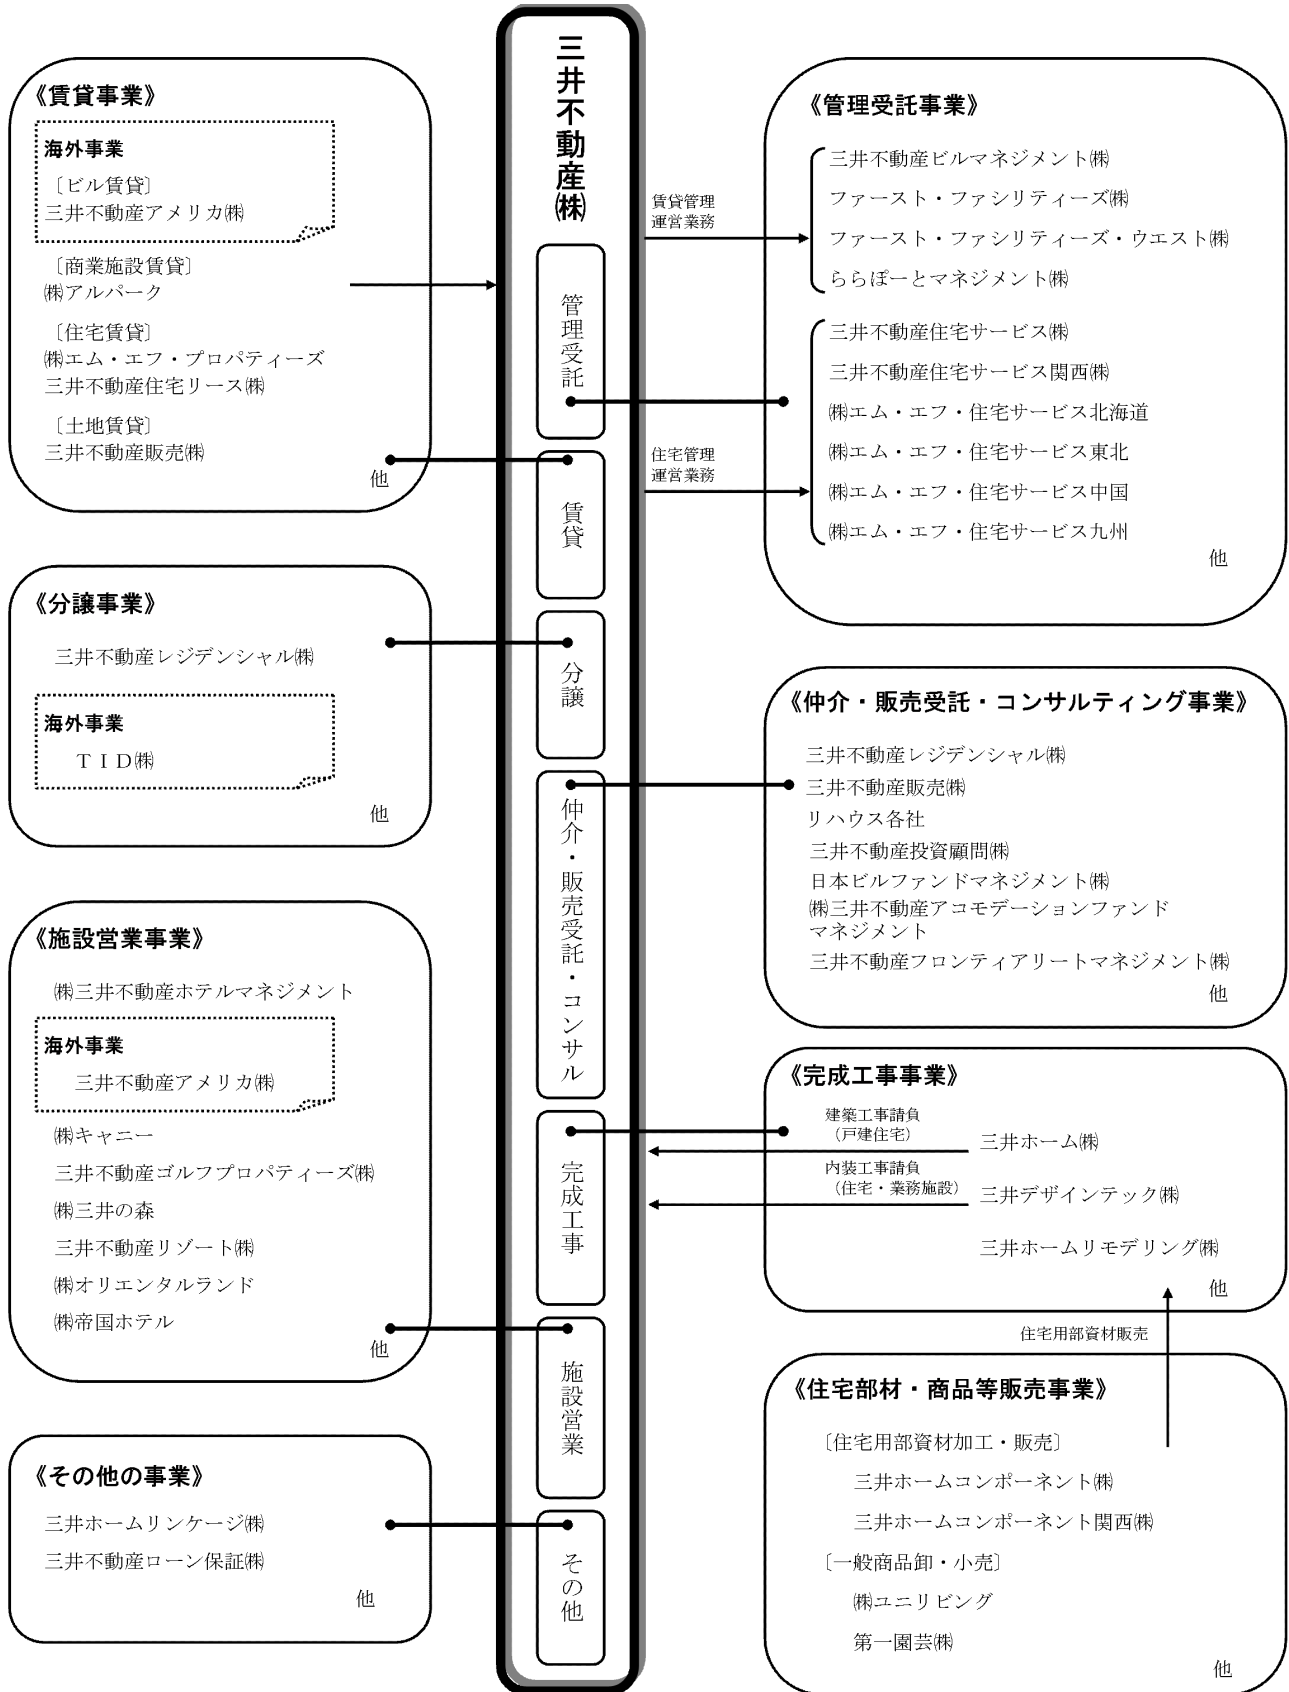 《賃貸事業》
海外事業
〔ビル賃貸〕
三井不動産アメリカ㈱
〔商業施設賃貸〕
㈱アルパーク
〔住宅賃貸〕
㈱エム・エフ・プロパティーズ
三井不動産住宅リース㈱
〔土地賃貸〕
三井不動産販売㈱
他
《分譲事業》
三井不動産レジデンシャル㈱
海外事業
ＴＩＤ㈱
他
《施設営業事業》
㈱三井不動産ホテルマネジメント
海外事業
三井不動産アメリカ㈱
㈱キャニー
三井不動産ゴルフプロパティーズ㈱
㈱三井の森
三井不動産リゾート㈱
㈱オリエンタルランド
㈱帝国ホテル
他
《その他の事業》
三井ホームリンケージ㈱
三井不動産ローン保証㈱
他
三井不動産㈱
管理受託
賃貸
分譲
仲介・販売受託・コンサル
完成工事
施設営業
その他
賃貸管理
運営業務
住宅管理
運営業務
《管理受託事業》
三井不動産ビルマネジメント㈱
ファースト・ファシリティーズ㈱
ファースト・ファシリティーズ・ウエスト㈱
ららぽーとマネジメント㈱
三井不動産住宅サービス㈱
三井不動産住宅サービス関西㈱
㈱エム・エフ・住宅サービス北海道
㈱エム・エフ・住宅サービス東北
㈱エム・エフ・住宅サービス中国
㈱エム・エフ・住宅サービス九州
他
《仲介・販売受託・コンサルティング事業》
三井不動産レジデンシャル㈱
三井不動産販売㈱
リハウス各社
三井不動産投資顧問㈱
日本ビルファンドマネジメント㈱
㈱三井不動産アコモデーションファンド
マネジメント
三井不動産フロンティアリートマネジメント㈱
他
《完成工事事業》
建築工事請負
（戸建住宅）
三井ホーム㈱
内装工事請負
（住宅・業務施設）
三井デザインテック㈱
三井ホームリモデリング㈱
他
住宅用部資材販売
《住宅部材・商品等販売事業》
〔住宅用部資材加工・販売〕
三井ホームコンポーネント㈱
三井ホームコンポーネント関西㈱
〔一般商品卸・小売〕
㈱ユニリビング
第一園芸㈱
他